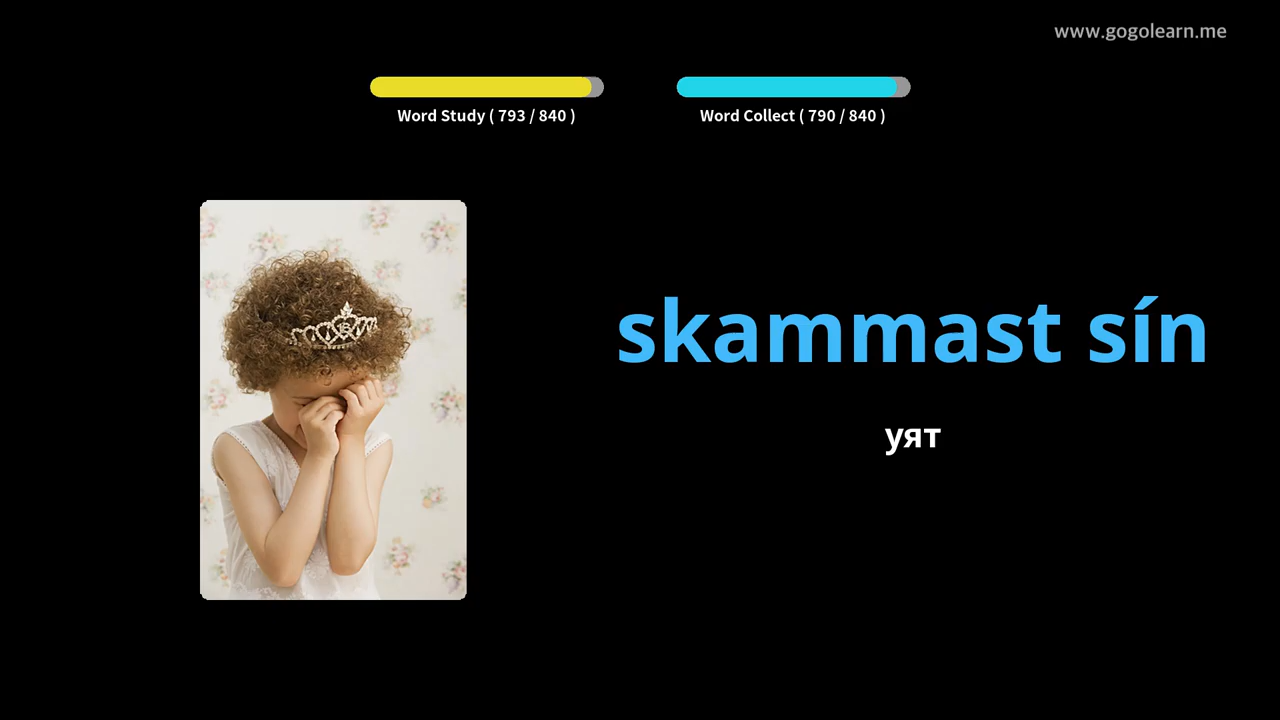 www.gogolearn.me
Word Study ( 793 / 840 )
Word Collect ( 790 / 840 )
skammast sín
уят